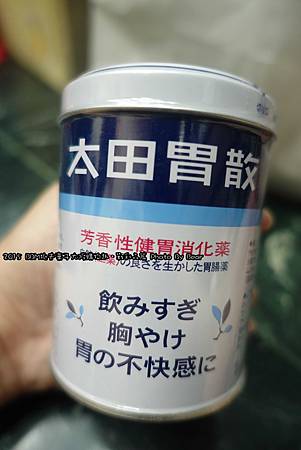 太田胃散
芳香性健胃消化薬
の良さを生かした胃腸薬
飲みすぎ
胸やけ
胃の不快感に